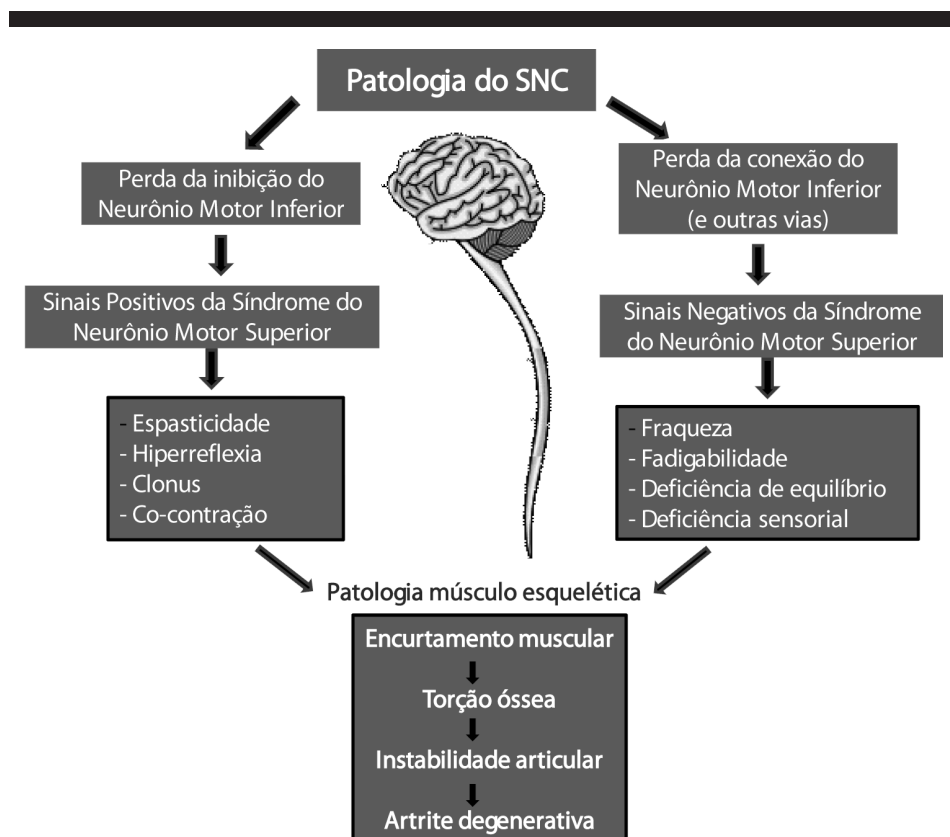 Patologia do SNC
Perda da inibição do
Neurônio Motor Inferior
Sinais Positivos da Síndrome do
Neurônio Motor Superior
- Espasticidade
- Hiperreflexia
- Clonus
- Co-contração
Perda da conexão do
Neurônio Motor Inferior
(e outras vias)
Sinais Negativos da Síndrome
do Neurônio Motor Superior
- Fraqueza
- Fadigabilidade
- Deficiência de equilíbrio
- Deficiência sensorial
Patologia músculo esquelética
Encurtamento muscular
Torção óssea
Instabilidade articular
Artrite degenerativa